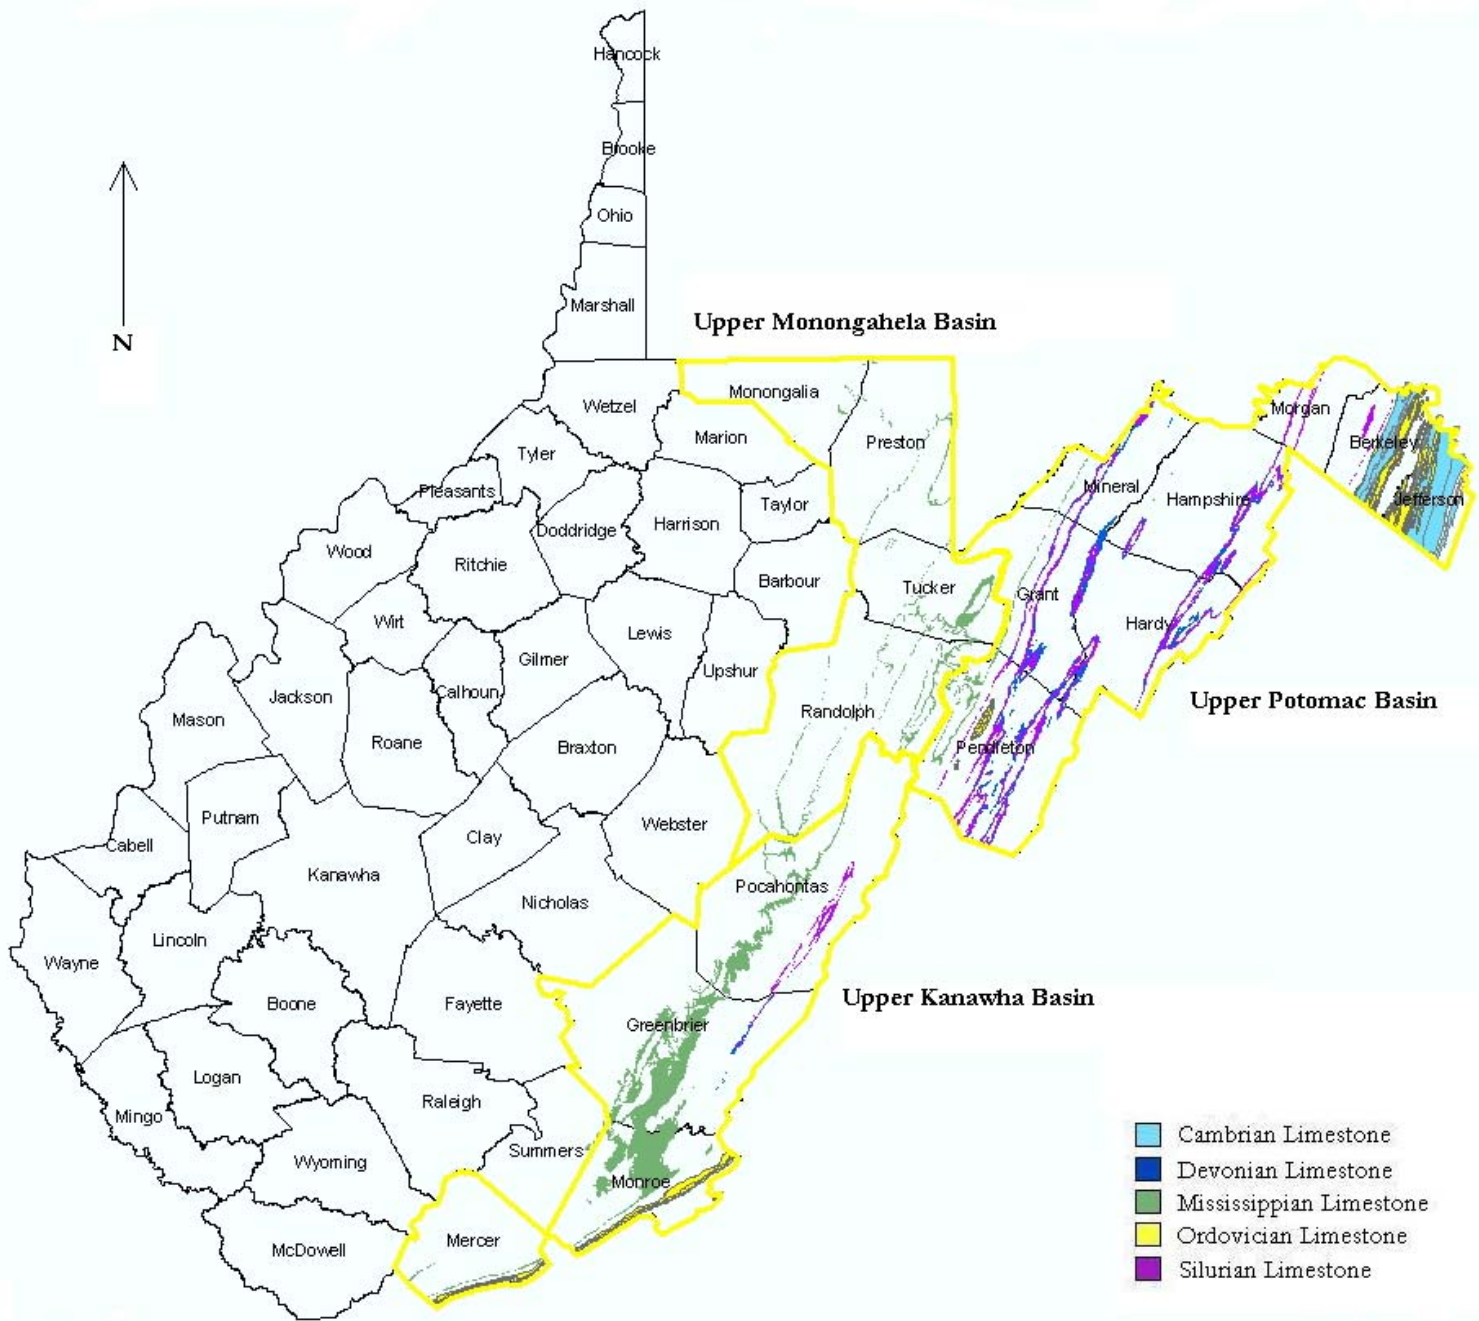 Hancock
Brooke
Ohio
Marshall
N
Upper Monongahela Basin
Wetzel
Monongalia
Marion
Preston
Tyler
Pleasants
Doddridge
Harrison
Taylor
Wood
Ritchie
Barbour
Tucker
Wirt
Lewis
Gilmer
Upshur
Calhoun
Jackson
Mason
Roane
Braxton
Randolph
Morgan
Berkeley
Jefferson
Mineral
Hampshire
Grant
Hardy
Upper Potomac Basin
Pendleton
Putnam
Cabell
Clay
Webster
Kanawha
Nicholas
Pocahontas
Lincoln
Wayne
Boone
Fayette
Upper Kanawha Basin
Greenbrier
Logan
Mingo
Raleigh
Summers
Wyoming
Monroe
McDowell
Mercer
Cambrian Limestone
Devonian Limestone
Mississippian Limestone
Ordovician Limestone
Silurian Limestone